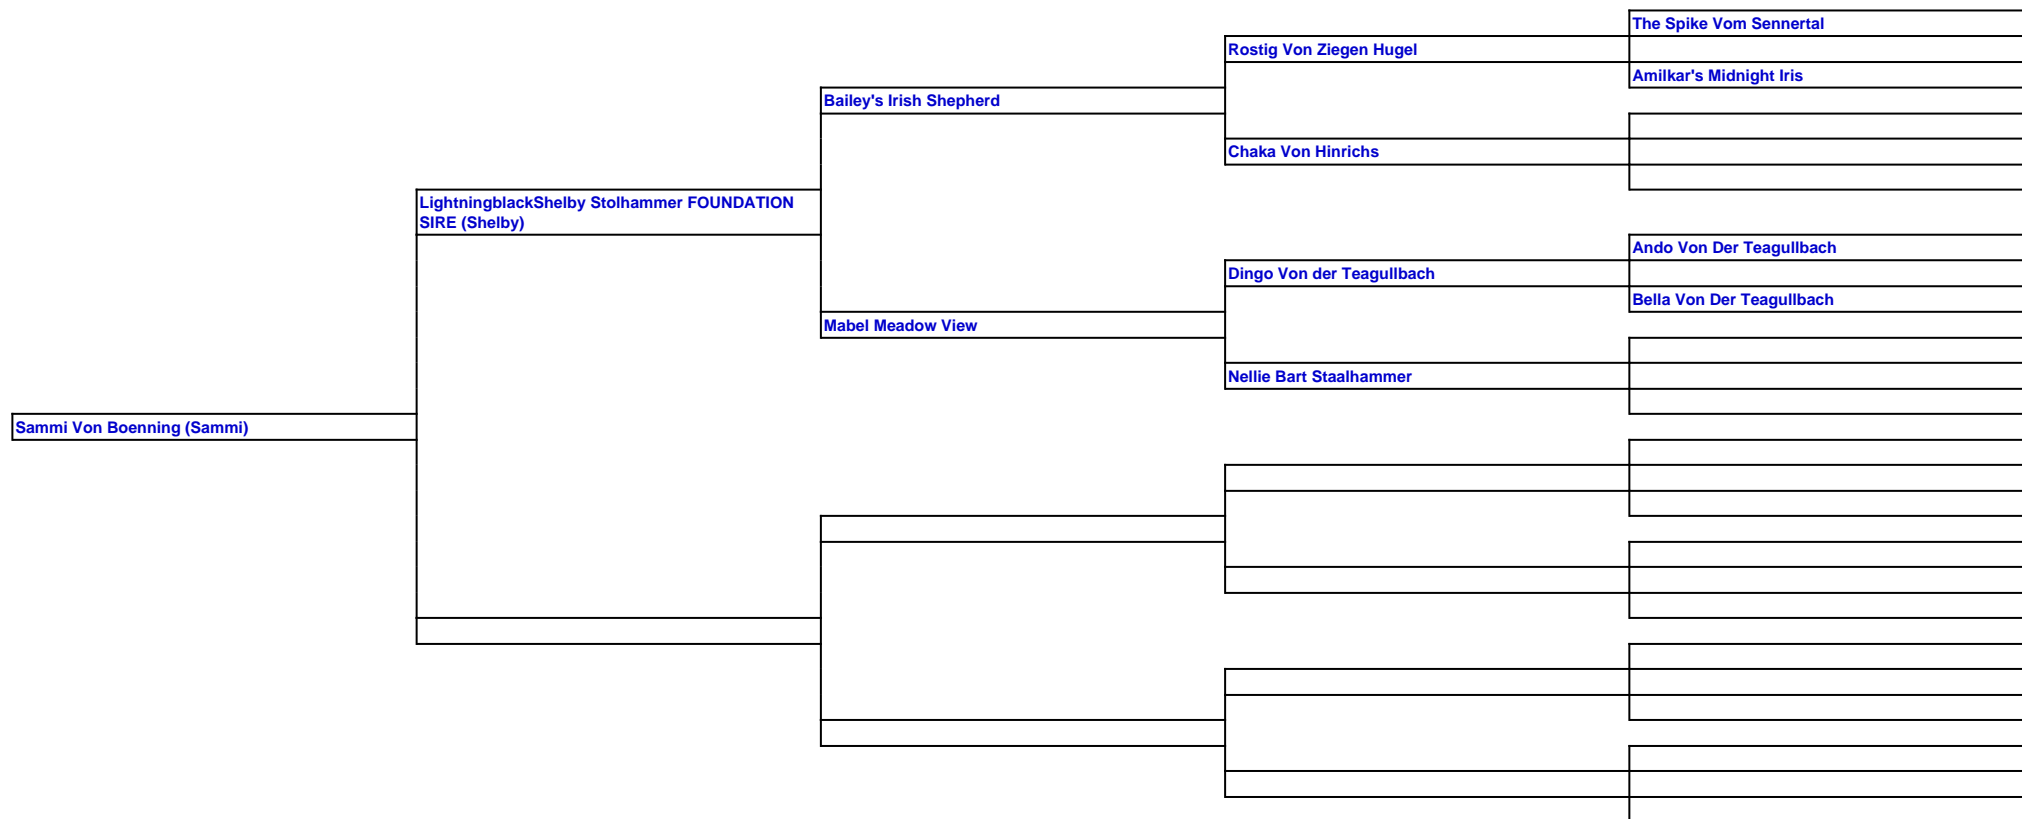 The Spike Vom Sennertal
Rostig Von Ziegen Hugel
Amilkar's Midnight Iris
Bailey's Irish Shepherd
Chaka Von Hinrichs
LightningblackShelby Stolhammer FOUNDATION
SIRE (Shelby)
Ando Von Der Teagullbach
Dingo Von der Teagullbach
Bella Von Der Teagullbach
Mabel Meadow View
Nellie Bart Staalhammer
Sammi Von Boenning (Sammi)